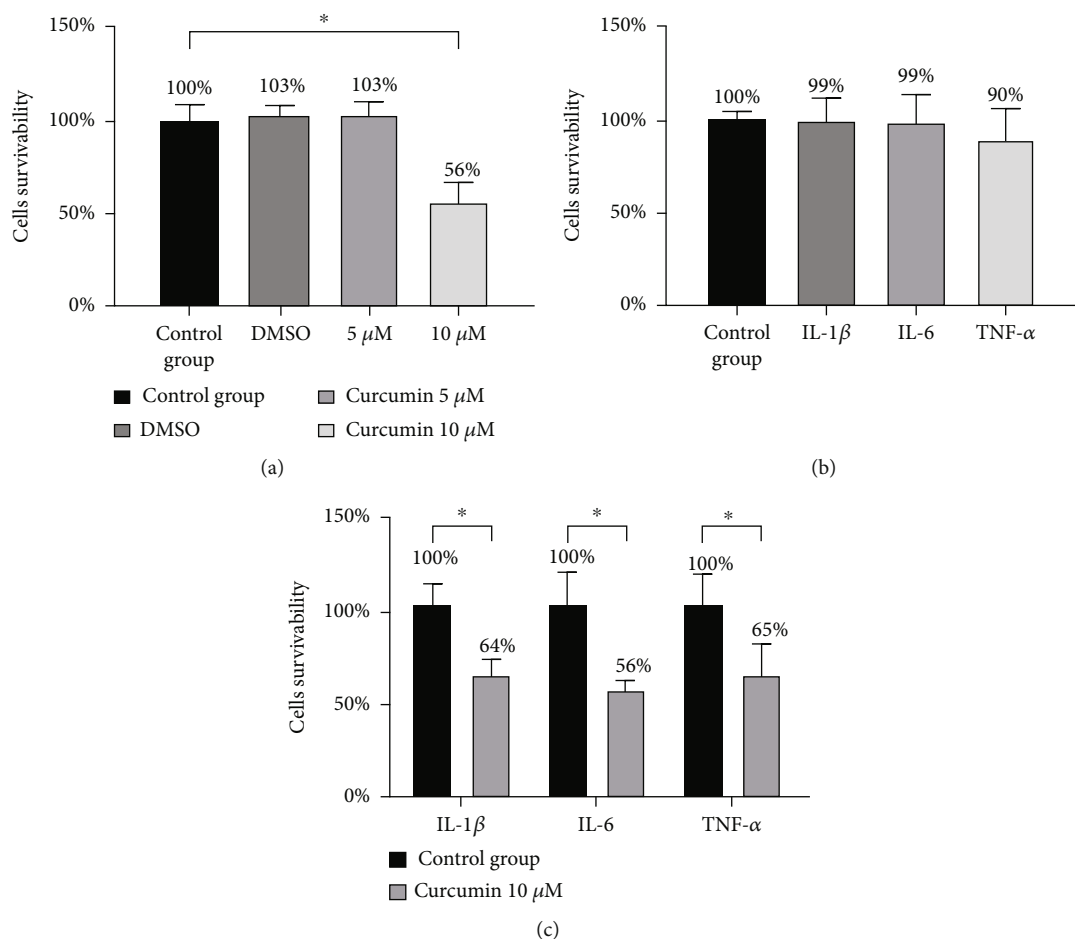 150%
100%
50%
0%
Cells survivability
*
100%
103%
103%
56%
Control
group
DMSO
5 μM
10 μM
Control group
DMSO
Curcumin 5 μM
Curcumin 10 μM
(a)
150%
100%
50%
0%
Cells survivability
100%
99%
99%
90%
Control
group
IL-1β
IL-6
TNF-α
(b)
150%
100%
50%
0%
Cells survivability
*
*
*
100%
64%
100%
56%
100%
65%
IL-1β
IL-6
TNF-α
Control group
Curcumin 10 μM
(c)